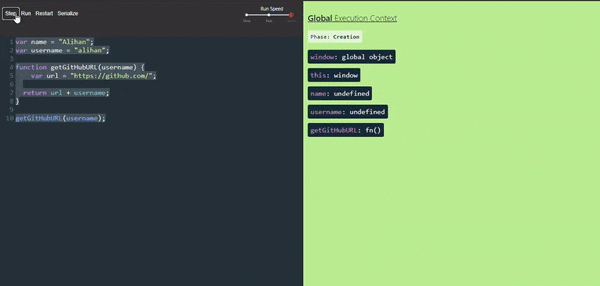 Step Run Restart Serialize
Run Speed
Slow Fast
1 var name = "Alihan";
2 var username = "alihan";
3
4 function getGitHubURL(username) {
5 var url = "https://github.com/";
6
7 return url + username;
8 }
9
10 getGitHubURL(username);
Global Execution Context
Phase: Creation
window: global object
this: window
name: undefined
username: undefined
getGitHubURL: fn()